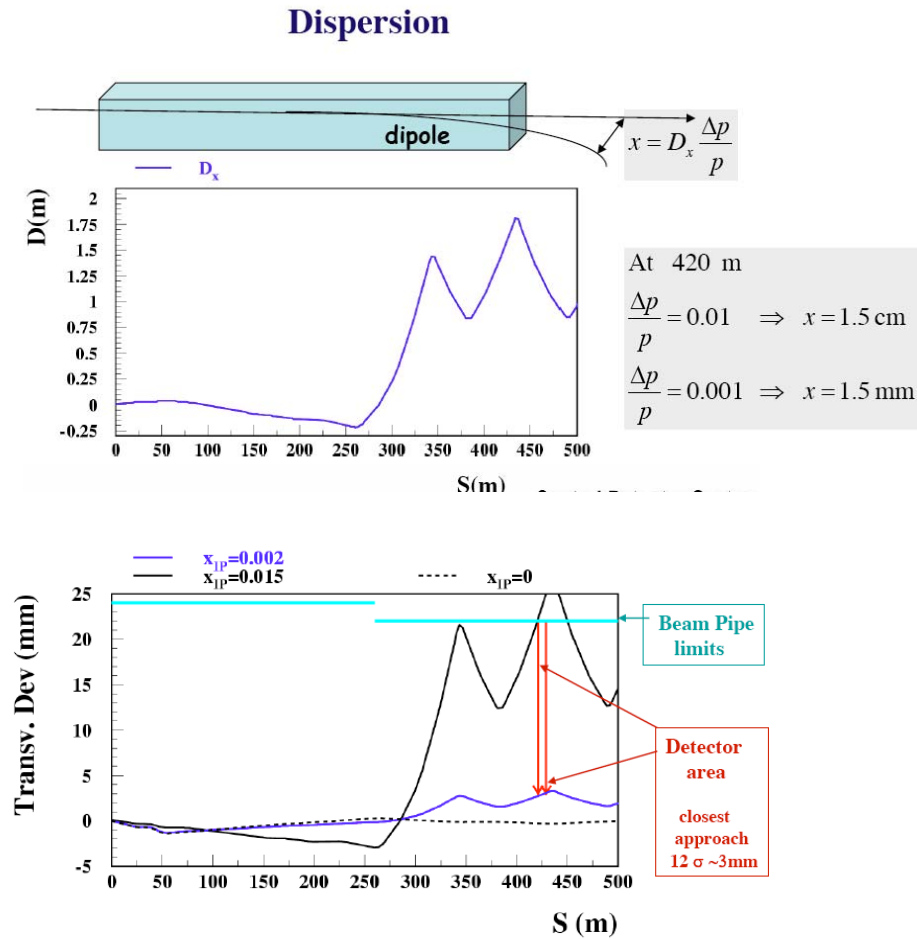 Dispersion
dipole
x = D_x Δp/p
D_x
D(m)
2
1.75
1.5
1.25
1
0.75
0.5
0.25
0
-0.25
0 50 100 150 200 250 300 350 400 450 500
S(m)
At 420 m
Δp/p = 0.01 ⇒ x = 1.5 cm
Δp/p = 0.001 ⇒ x = 1.5 mm
x_IP=0.002
x_IP=0.015
x_IP=0
Transv. Dev (mm)
25
20
15
10
5
0
-5
0 50 100 150 200 250 300 350 400 450 500
S (m)
Beam Pipe
limits
Detector
area
closest
approach
12 σ ~3mm